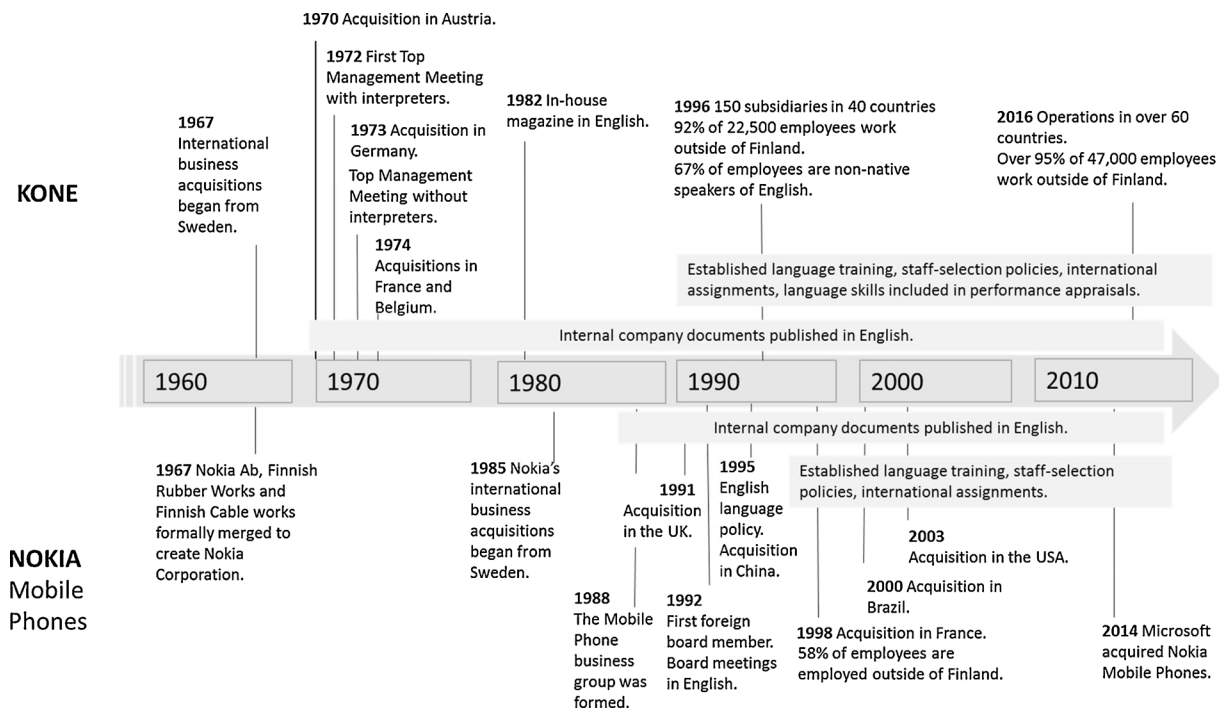 1970 Acquisition in Austria.
1972 First Top
Management Meeting
with interpreters.
1967
International
business
acquisitions
began from
Sweden.
1973 Acquisition in
Germany.
Top Management
Meeting without
interpreters.
1974
Acquisitions in
France and
Belgium.
1982 In-house
magazine in English.
1996 150 subsidiaries in 40 countries
92% of 22,500 employees work
outside of Finland.
67% of employees are non-native
speakers of English.
2016 Operations in over 60
countries.
Over 95% of 47,000 employees
work outside of Finland.
KONE
Established language training, staff-selection policies, international
assignments, language skills included in performance appraisals.
Internal company documents published in English.
1960
1970
1980
1990
2000
2010
Internal company documents published in English.
Established language training, staff-selection
policies, international assignments.
NOKIA
Mobile
Phones
1967 Nokia Ab, Finnish
Rubber Works and
Finnish Cable works
formally merged to
create Nokia
Corporation.
1985 Nokia’s
international
business
acquisitions
began from
Sweden.
1988
The Mobile
Phone
business
group was
formed.
1991
Acquisition
in the UK.
1992
First foreign
board member.
Board meetings
in English.
1995
English
language
policy.
Acquisition
in China.
1998 Acquisition in France.
58% of employees are
employed outside of Finland.
2000 Acquisition in
Brazil.
2003
Acquisition in the USA.
2014 Microsoft
acquired Nokia
Mobile Phones.